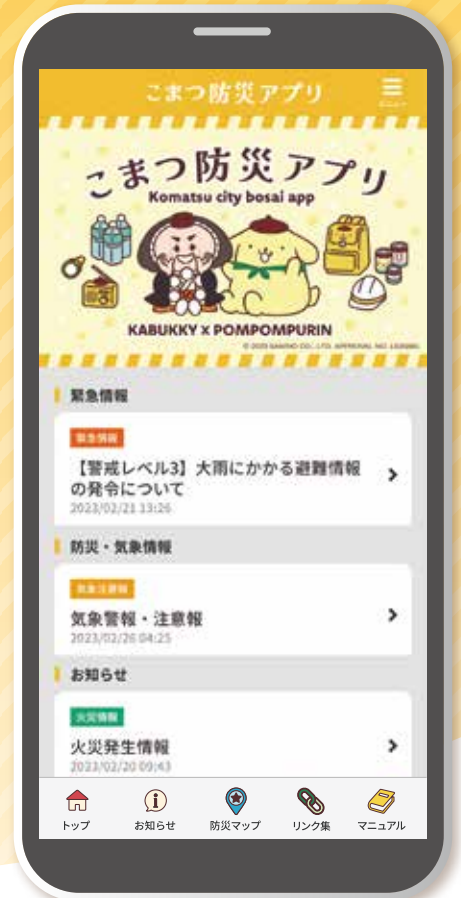 こまつ防災アプリ
メニュー
こまつ防災アプリ
Komatsu city bosai app
KABUKKY × POMPOMPURIN
緊急情報
緊急情報
【警戒レベル3】大雨にかかる避難情報
の発令について
2023/02/21 13:26
防災・気象情報
気象注意報
気象警報・注意報
2023/02/26 04:25
お知らせ
火災情報
火災発生情報
2023/02/20 09:43
トップ
お知らせ
防災マップ
リンク集
マニュアル